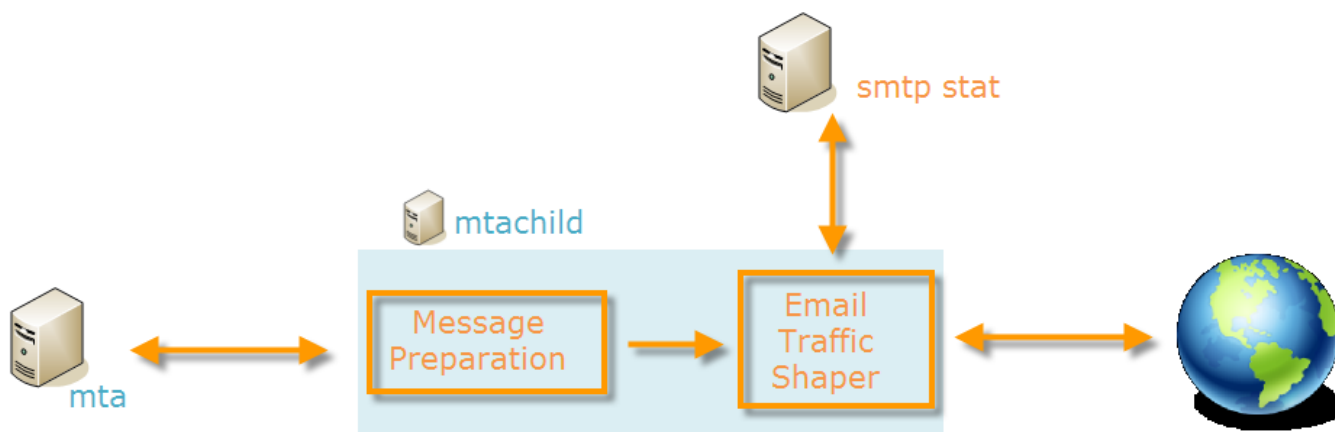 smtp stat
mtachild
Message
Preparation
Email
Traffic
Shaper
mta